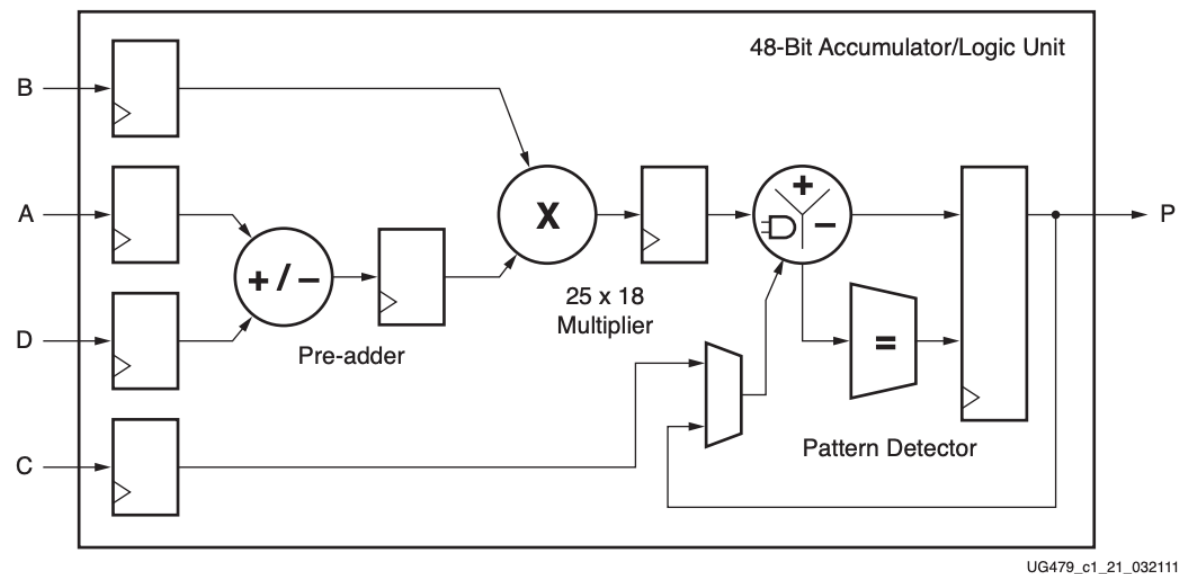 48-Bit Accumulator/Logic Unit
B
A
D
C
+ / −
Pre-adder
X
25 x 18
Multiplier
+
−
=
Pattern Detector
P
UG479_c1_21_032111